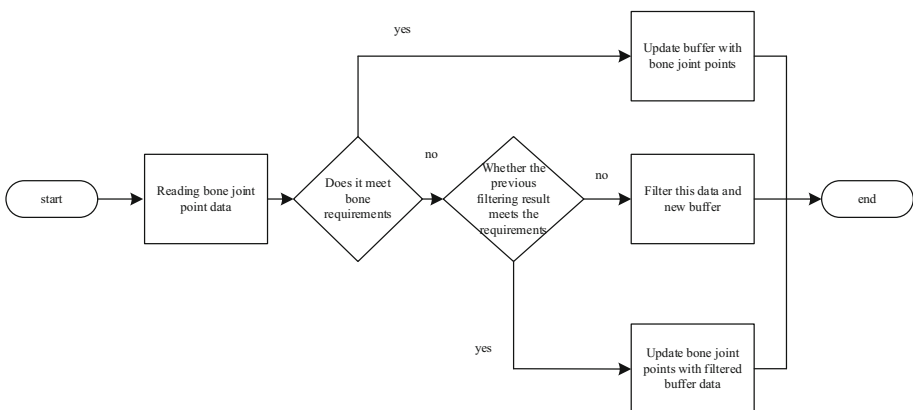 yes
Update buffer with
bone joint points
start
Reading bone joint
point data
Does it meet
bone
requirements
no
Whether the
previous
filtering result
meets the
requirements
no
Filter this data and
new buffer
end
yes
Update bone joint
points with filtered
buffer data